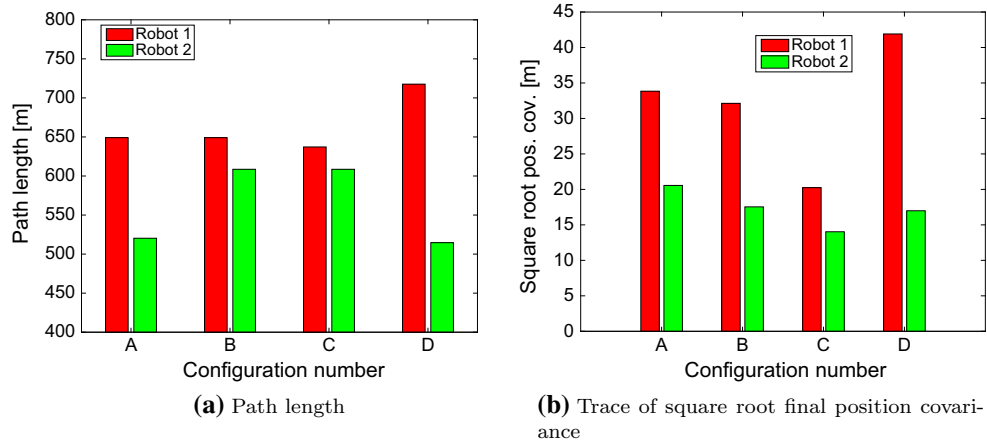 800
750
700
650
600
550
500
450
400
Path length [m]
Robot 1
Robot 2
A B C D
Configuration number
(a) Path length
45
40
35
30
25
20
15
10
5
0
Square root pos. cov. [m]
Robot 1
Robot 2
A B C D
Configuration number
(b) Trace of square root final position covari-
ance